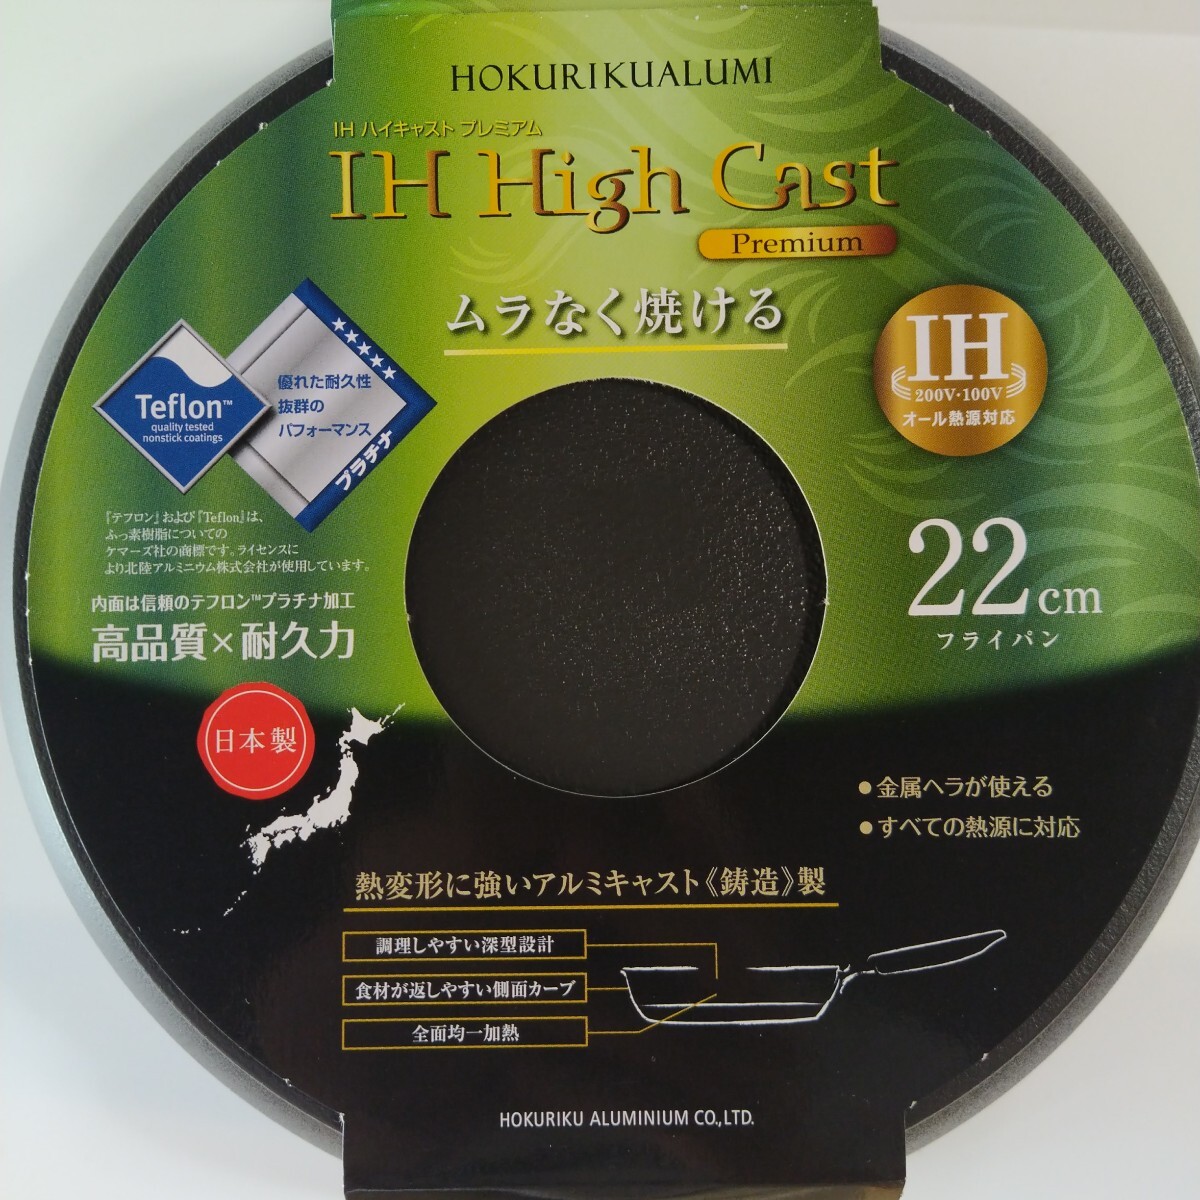 HOKURIKUALUMI
IH ハイキャスト プレミアム
IH High Cast
Premium
ムラなく焼ける
Teflon™
quality tested
nonstick coatings
★★★★★
優れた耐久性
抜群の
パフォーマンス
プラチナ
IH
200V・100V
オール熱源対応
『テフロン』および『Teflon』は、
ふっ素樹脂についての
ケマーズ社の商標です。ライセンスに
より北陸アルミニウム株式会社が使用しています。
内面は信頼のテフロン™プラチナ加工
高品質×耐久力
22cm
フライパン
日本製
●金属ヘラが使える
●すべての熱源に対応
熱変形に強いアルミキャスト《鋳造》製
調理しやすい深型設計
食材が返しやすい側面カーブ
全面均一加熱
HOKURIKU ALUMINIUM CO.,LTD.